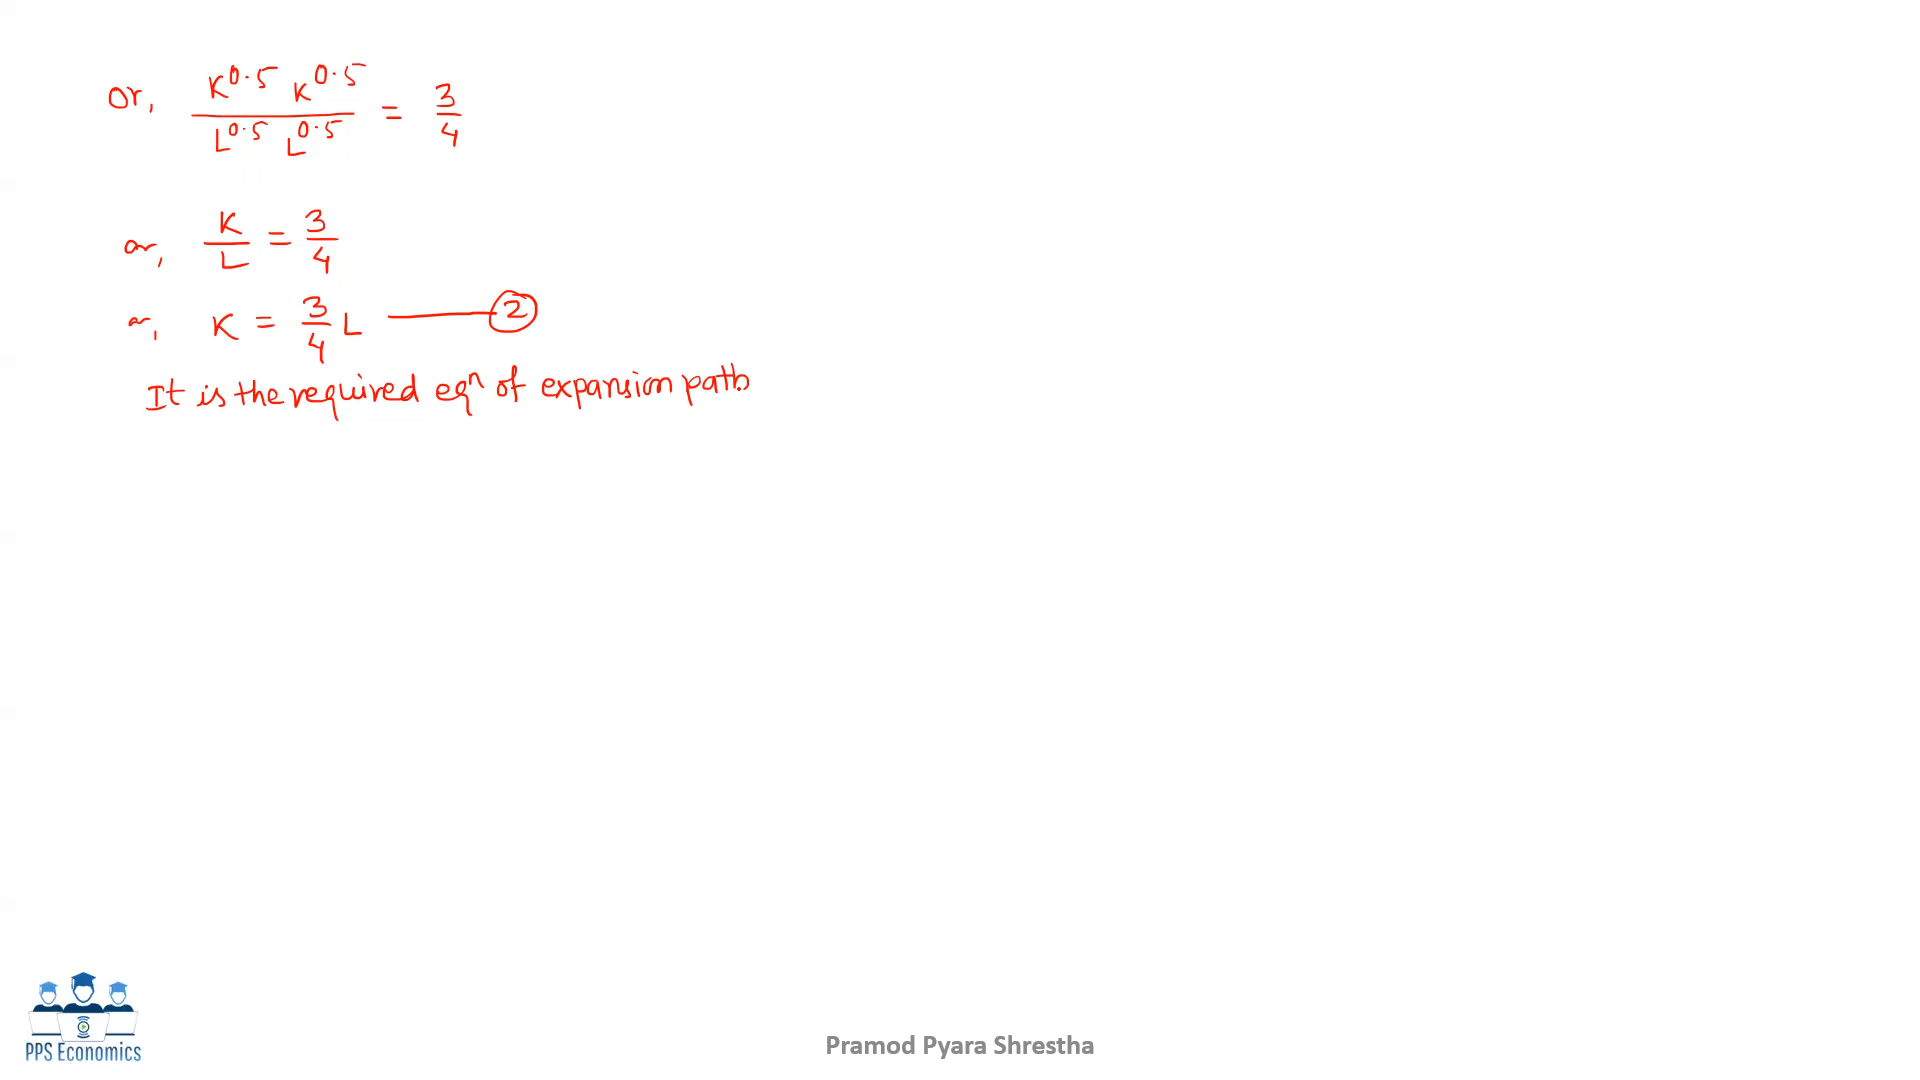 or, K^0.5 K^0.5 / L^0.5 L^0.5 = 3/4
or, K/L = 3/4
or, K = 3/4 L —— ②
It is the required eqⁿ of expansion path
PPS Economics
Pramod Pyara Shrestha